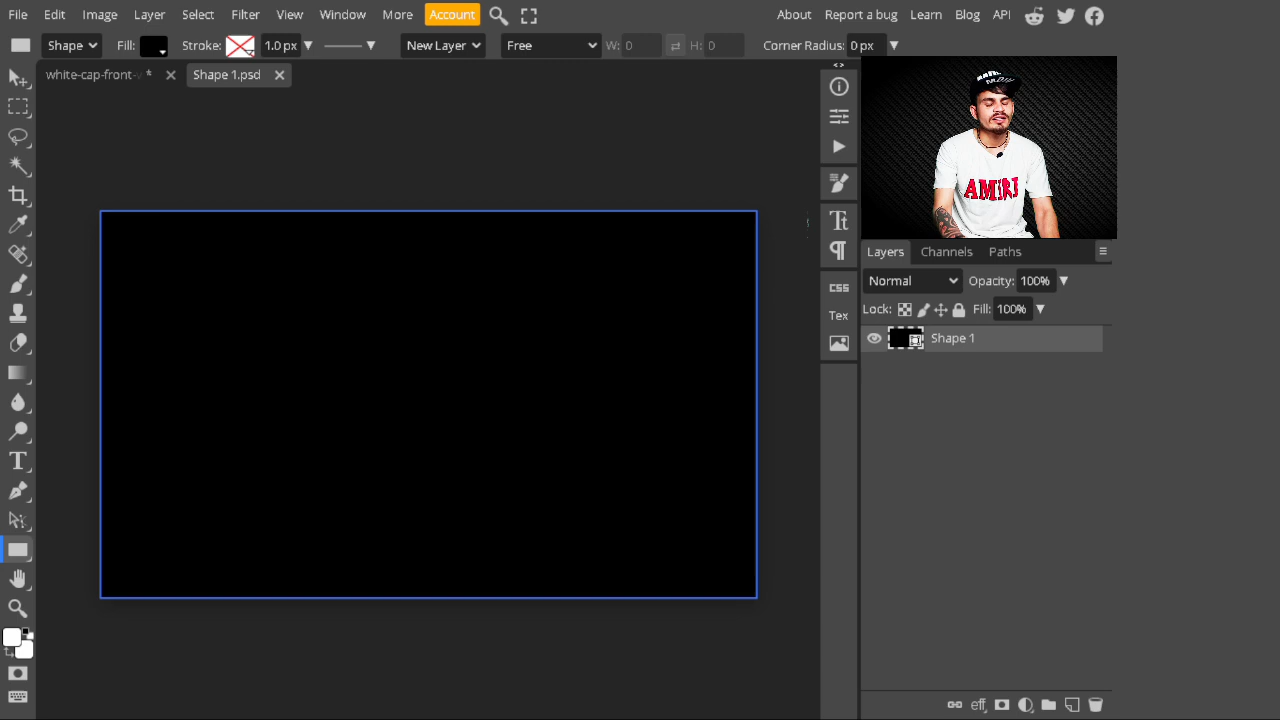 File Edit Image Layer Select Filter View Window More Account About Report a bug Learn Blog API
Shape Fill: Stroke: 1.0 px New Layer Free W: 0 H: 0 Corner Radius: 0 px
white-cap-front- * Shape 1.psd
AMIRI
Layers Channels Paths
Normal Opacity: 100%
CSS
Lock: Fill: 100%
Tex
Shape 1
eff